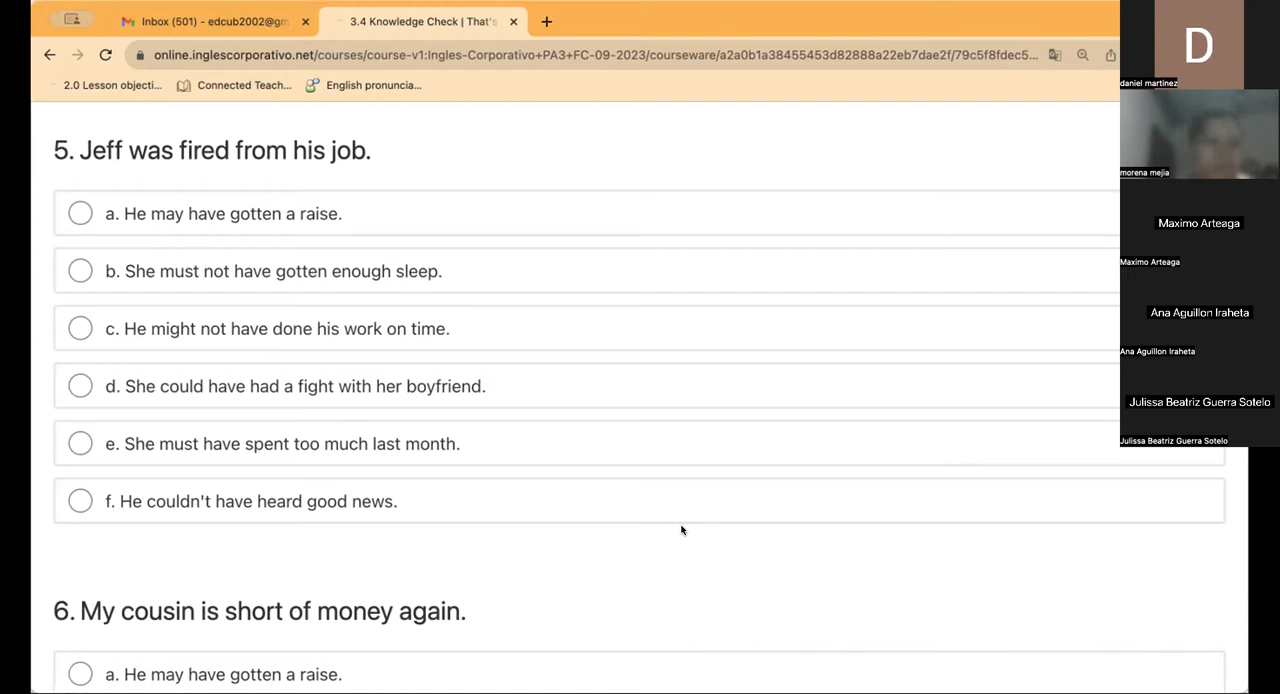 Inbox (501) - edcub2002@gm
3.4 Knowledge Check | That's
online.inglescorporativo.net/courses/course-v1:Ingles-Corporativo+PA3+FC-09-2023/courseware/a2a0b1a38455453d82888a22eb7dae2f/79c5f8fdec5...
2.0 Lesson objecti...
Connected Teach...
English pronuncia...
5. Jeff was fired from his job.
a. He may have gotten a raise.
b. She must not have gotten enough sleep.
c. He might not have done his work on time.
d. She could have had a fight with her boyfriend.
e. She must have spent too much last month.
f. He couldn't have heard good news.
6. My cousin is short of money again.
a. He may have gotten a raise.
D
daniel martinez
morena mejia
Maximo Arteaga
Maximo Arteaga
Ana Aguillon Iraheta
Ana Aguillon Iraheta
Julissa Beatriz Guerra Sotelo
Julissa Beatriz Guerra Sotelo